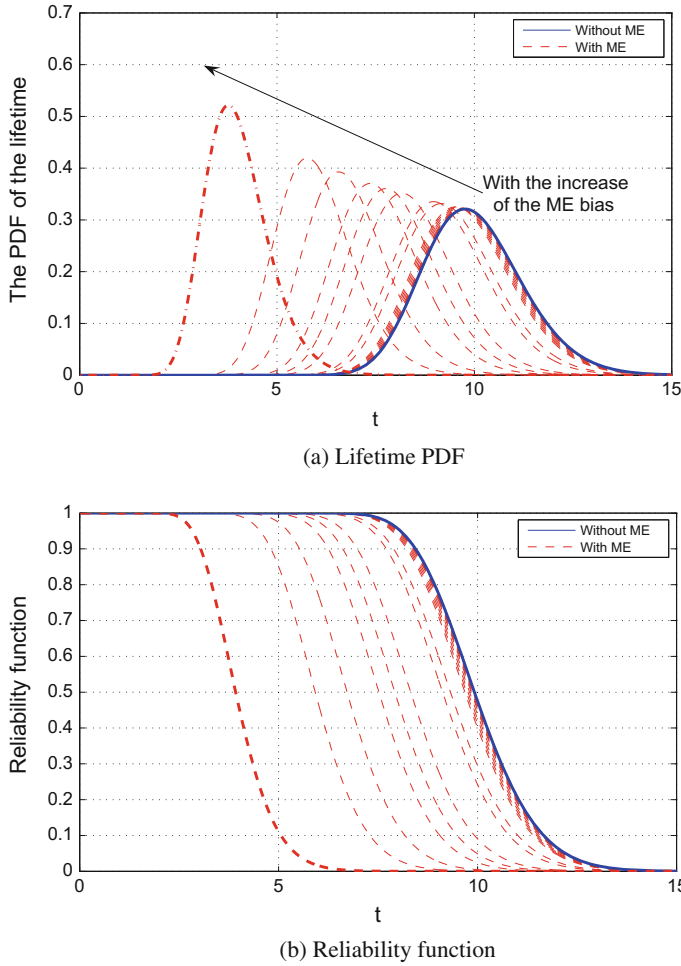 0.7
0.6
0.5
0.4
0.3
0.2
0.1
0
The PDF of the lifetime
Without ME
With ME
With the increase
of the ME bias
0 5 10 15
t
(a) Lifetime PDF
1
0.9
0.8
0.7
0.6
0.5
0.4
0.3
0.2
0.1
0
Reliability function
Without ME
With ME
0 5 10 15
t
(b) Reliability function